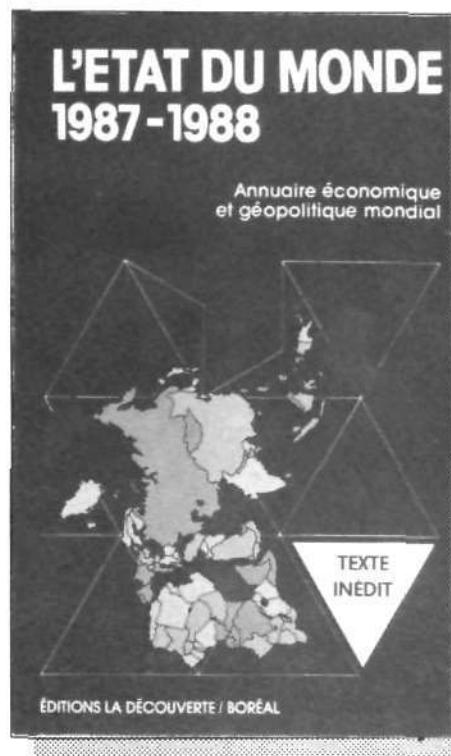 L'ETAT DU MONDE
1987-1988
Annuaire économique
et géopolitique mondial
TEXTE
INÉDIT
ÉDITIONS LA DÉCOUVERTE / BORÉAL